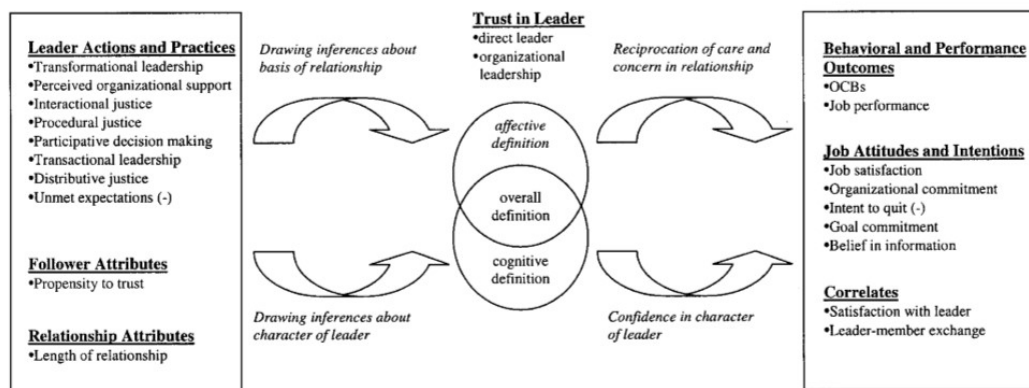 Leader Actions and Practices
•Transformational leadership
•Perceived organizational support
•Interactional justice
•Procedural justice
•Participative decision making
•Transactional leadership
•Distributive justice
•Unmet expectations (-)
Follower Attributes
•Propensity to trust
Relationship Attributes
•Length of relationship
Drawing inferences about
basis of relationship
Drawing inferences about
character of leader
Trust in Leader
•direct leader
•organizational
leadership
affective
definition
overall
definition
cognitive
definition
Reciprocation of care and
concern in relationship
Confidence in character
of leader
Behavioral and Performance
Outcomes
•OCBs
•Job performance
Job Attitudes and Intentions
•Job satisfaction
•Organizational commitment
•Intent to quit (-)
•Goal commitment
•Belief in information
Correlates
•Satisfaction with leader
•Leader-member exchange